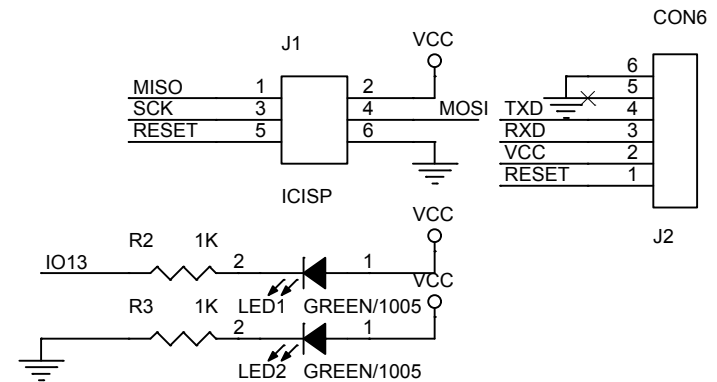 CON6
J1
VCC
MISO 1 2
SCK 3 4 MOSI
RESET 5 6
ICISP
6
5
TXD 4
RXD 3
VCC 2
RESET 1
J2
VCC
R2 1K
IO13 2 1
LED1 GREEN/1005
VCC
R3 1K
2 1
LED2 GREEN/1005